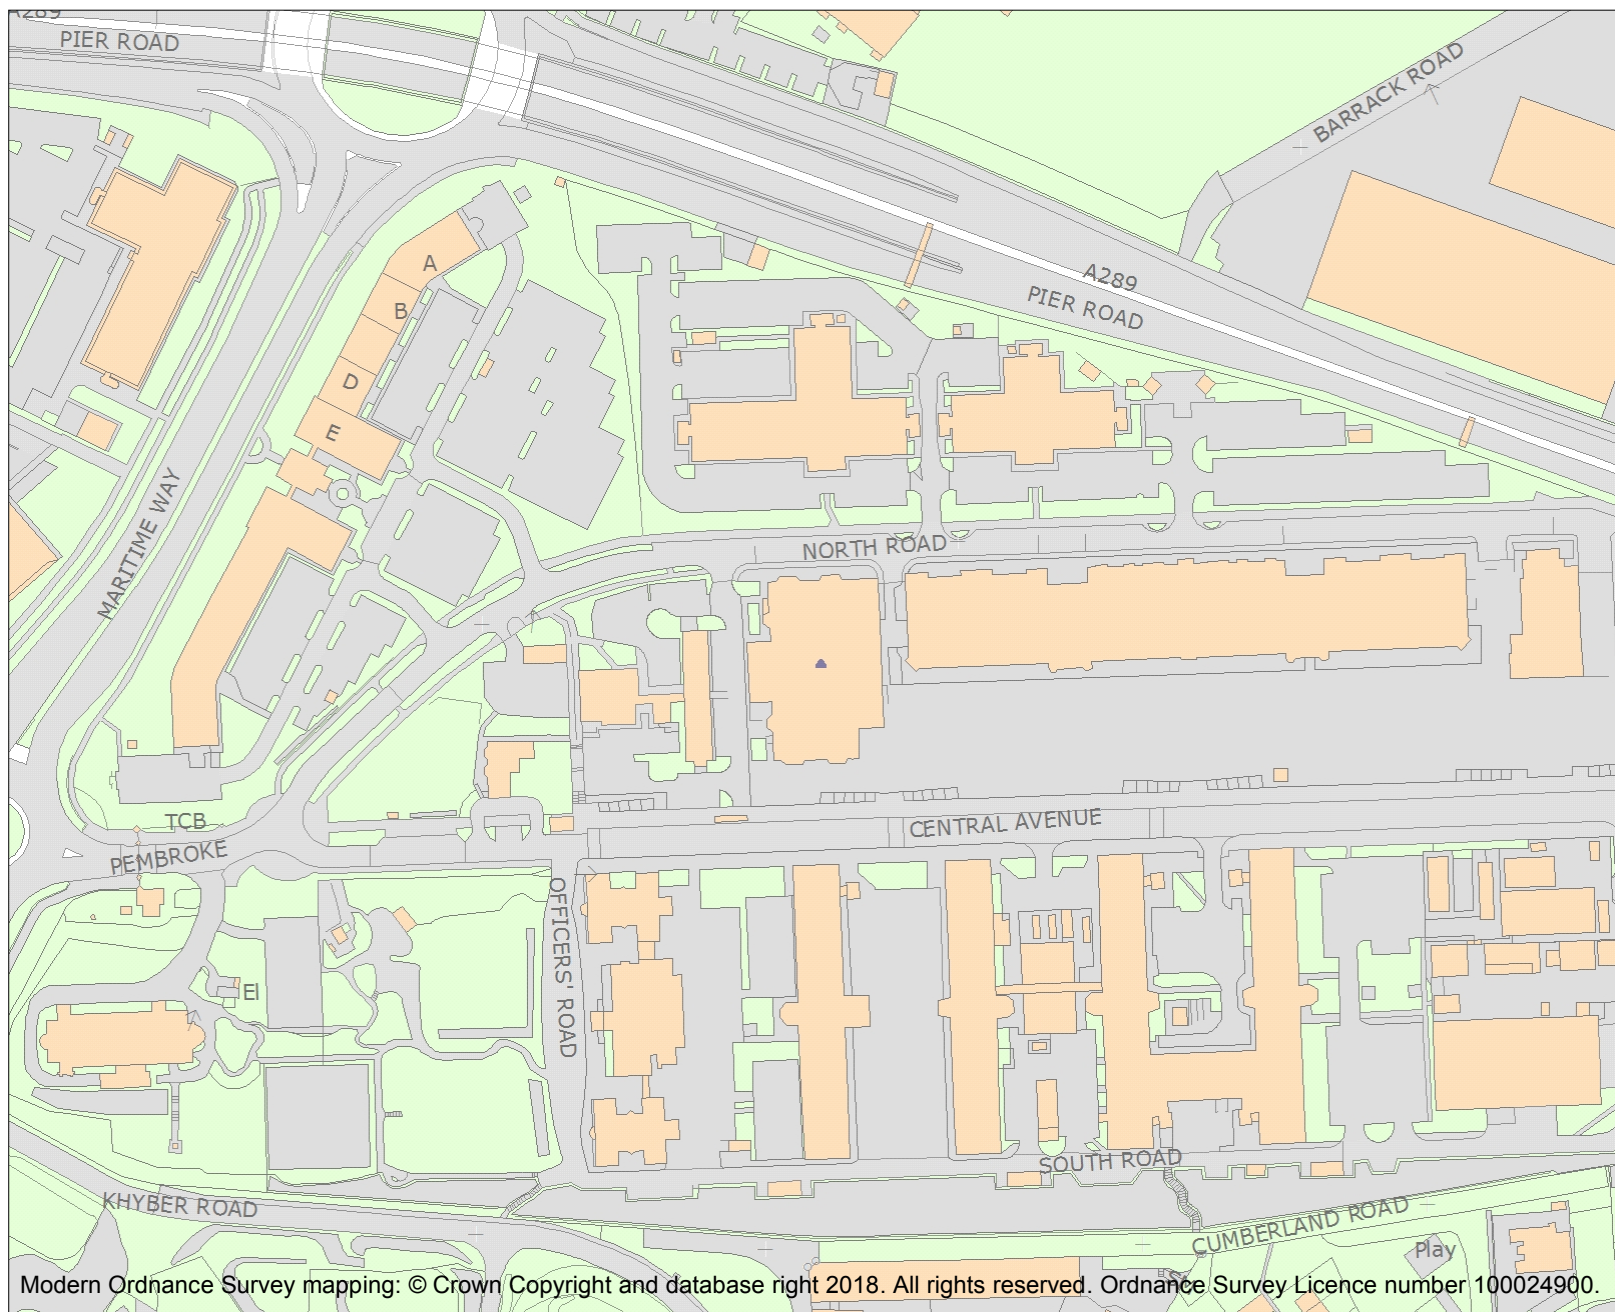 A289
PIER ROAD
BARRACK ROAD
A
B
D
E
A289
PIER ROAD
MARITIME WAY
NORTH ROAD
TCB
PEMBROKE
CENTRAL AVENUE
OFFICERS' ROAD
El
SOUTH ROAD
KHYBER ROAD
CUMBERLAND ROAD
Play
Modern Ordnance Survey mapping: © Crown Copyright and database right 2018. All rights reserved. Ordnance Survey Licence number 100024900.